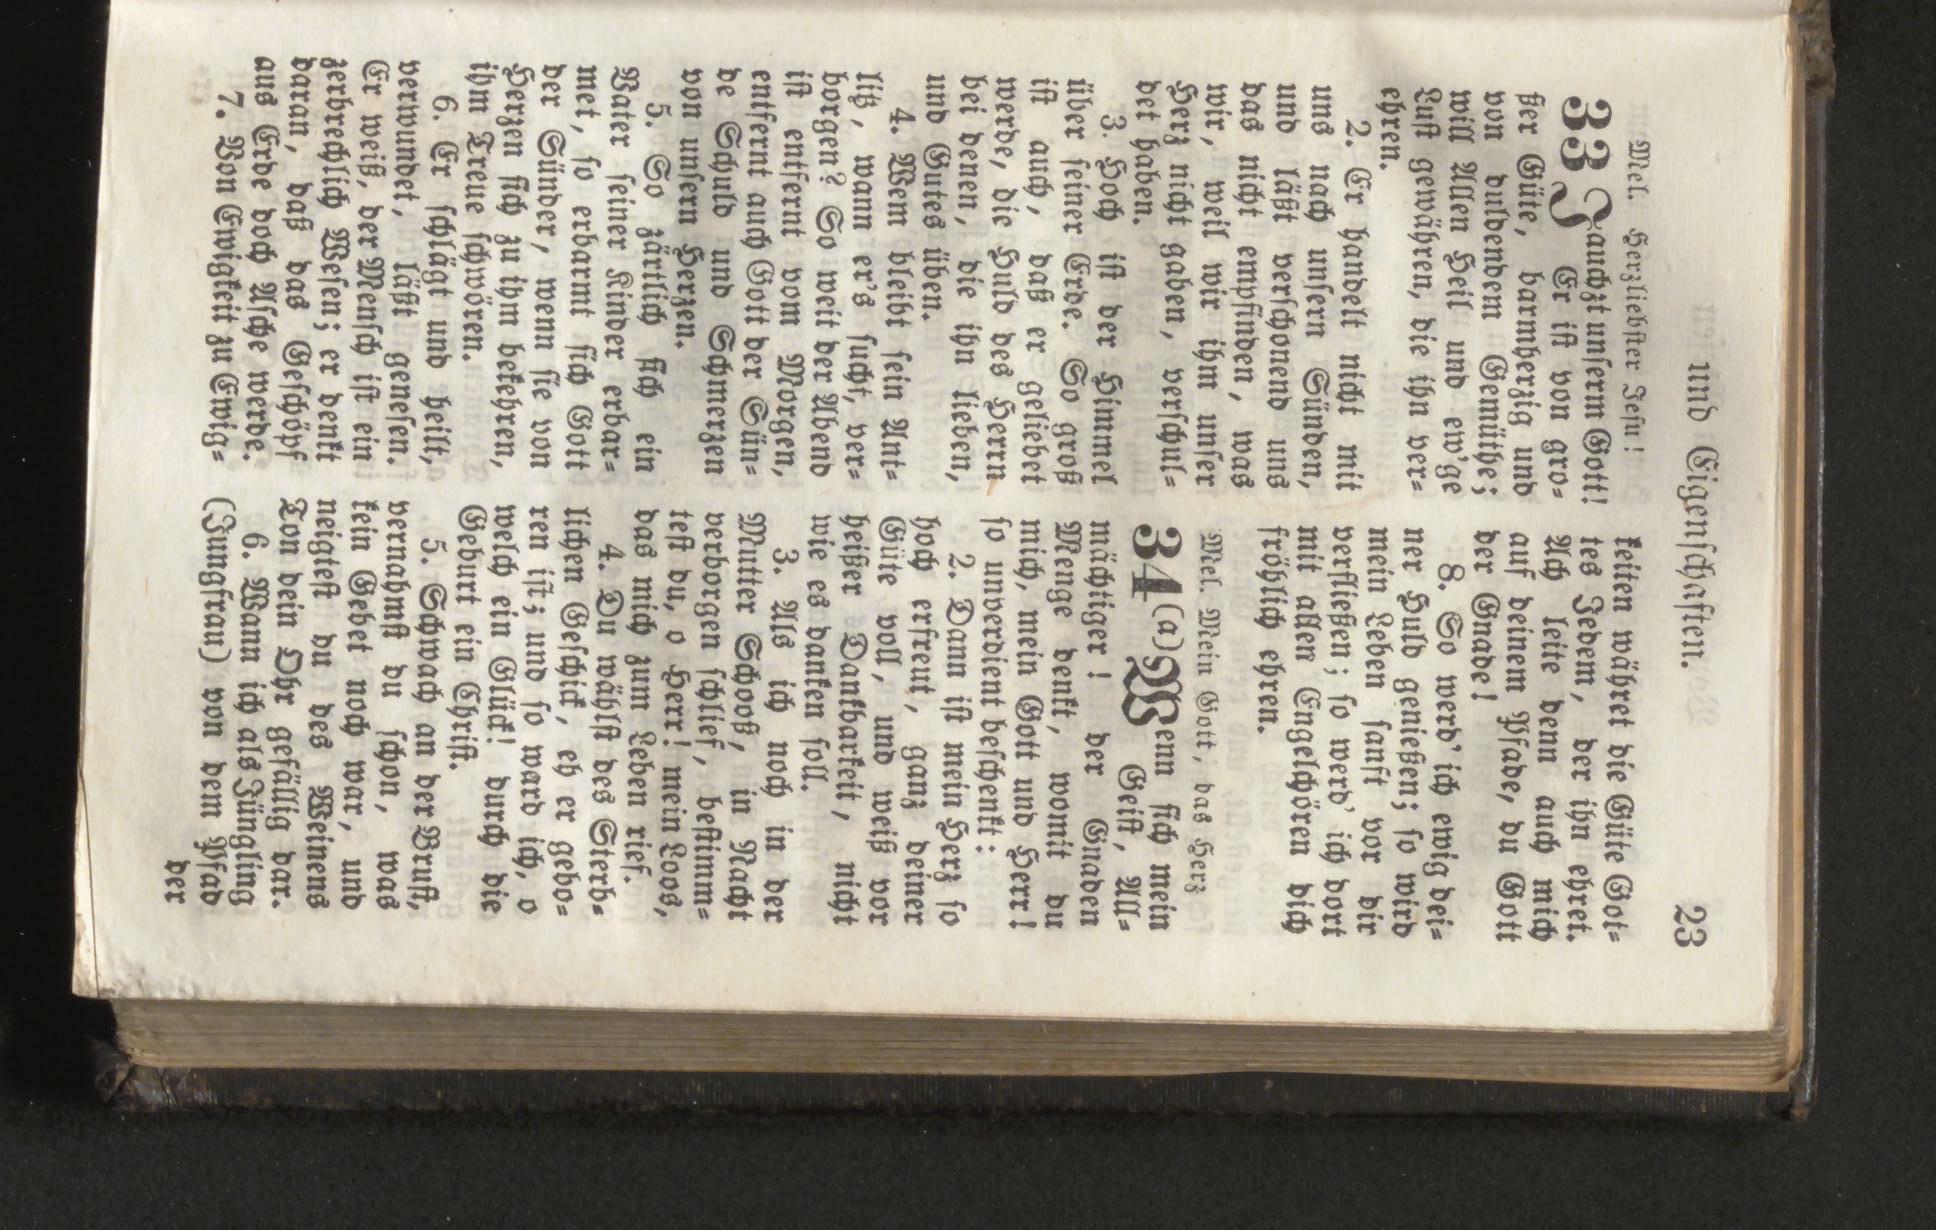 und Eigenschaften.
23
Mel. Herzliebster Jesu!
33 Jauchzt unserm Gott!
Er ist von gro=
ßer Güte, barmherzig und
von duldendem Gemüthe;
will Allen Heil und ew'ge
Lust gewähren, die ihn ver=
ehren.
2. Er handelt nicht mit
uns nach unsern Sünden,
und läßt verschonend uns
das nicht empfinden, was
wir, weil wir ihm unser
Herz nicht gaben, verschul=
det haben.
3. Hoch ist der Himmel
über seiner Erde. So groß
ist auch, daß er geliebet
werde, die Huld des Herrn
bei denen, die ihn lieben,
und Gutes üben.
4. Wem bleibt sein Ant=
litz, wann er's sucht, ver=
borgen? So weit der Abend
ist entfernt vom Morgen,
entfernt auch Gott der Sün=
de Schuld und Schmerzen
von unsern Herzen.
5. So zärtlich sich ein
Vater seiner Kinder erbar=
met, so erbarmt sich Gott
der Sünder, wenn sie von
Herzen sich zu ihm bekehren,
ihm Treue schwören.
6. Er schlägt und heilt,
verwundet, läßt genesen.
Er weiß, der Mensch ist ein
zerbrechlich Wesen; er denkt
daran, daß das Geschöpf
aus Erde doch Asche werde.
7. Von Ewigkeit zu Ewig=
keiten währet die Güte Got=
tes Jedem, der ihn ehret.
Ach leite denn auch mich
auf deinem Pfade, du Gott
der Gnade!
8. So werd' ich ewig dei=
ner Huld genießen; so wird
mein Leben sanft vor dir
verfließen; so werd' ich dort
mit allen Engelchören dich
fröhlich ehren.
Mel. Mein Gott, das Herz
34 (a) Wenn sich mein
Geist, All=
mächtiger! der Gnaden
Menge denkt, womit du
mich, mein Gott und Herr!
so unverdient beschenkt:
2. Dann ist mein Herz so
hoch erfreut, ganz deiner
Güte voll, und weiß vor
heißer Dankbarkeit, nicht
wie es danken soll.
3. Als ich noch in der
Mutter Schooß, in Nacht
verborgen schlief, bestimm=
test du, o Herr! mein Loos,
das mich zum Leben rief.
4. Du wählst des Sterb=
lichen Geschick, eh er gebo=
ren ist; und so ward ich, o
welch ein Glück! durch die
Geburt ein Christ.
5. Schwach an der Brust,
vernahmst du schon, was
kein Gebet noch war, und
neigtest du des Weinens
Ton dein Ohr gefällig dar.
6. Wann ich als Jüngling
(Jungfrau) von dem Pfad
der